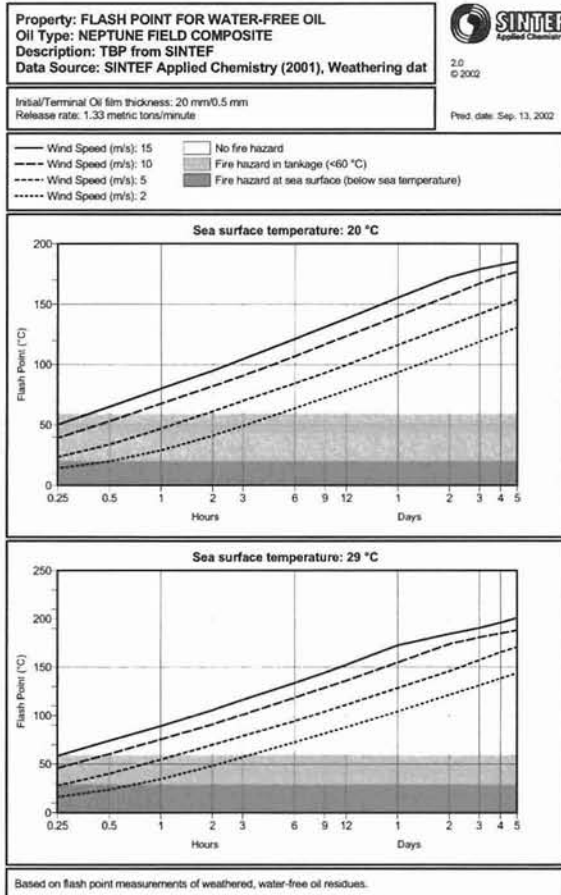 Property: FLASH POINT FOR WATER-FREE OIL
Oil Type: NEPTUNE FIELD COMPOSITE
Description: TBP from SINTEF
Data Source: SINTEF Applied Chemistry (2001), Weathering dat
SINTEF
Applied Chemistry
2.0
© 2002
Initial/Terminal Oil film thickness: 20 mm/0.5 mm
Release rate: 1.33 metric tons/minute
Pred. date: Sep. 13, 2002
Wind Speed (m/s): 15
Wind Speed (m/s): 10
Wind Speed (m/s): 5
Wind Speed (m/s): 2
No fire hazard
Fire hazard in tankage (<60 °C)
Fire hazard at sea surface (below sea temperature)
Sea surface temperature: 20 °C
Flash Point (°C)
200
150
100
50
0
0.25 0.5 1 2 3 6 9 12 1 2 3 4 5
Hours Days
Sea surface temperature: 29 °C
Flash Point (°C)
250
200
150
100
50
0
0.25 0.5 1 2 3 6 9 12 1 2 3 4 5
Hours Days
Based on flash point measurements of weathered, water-free oil residues.